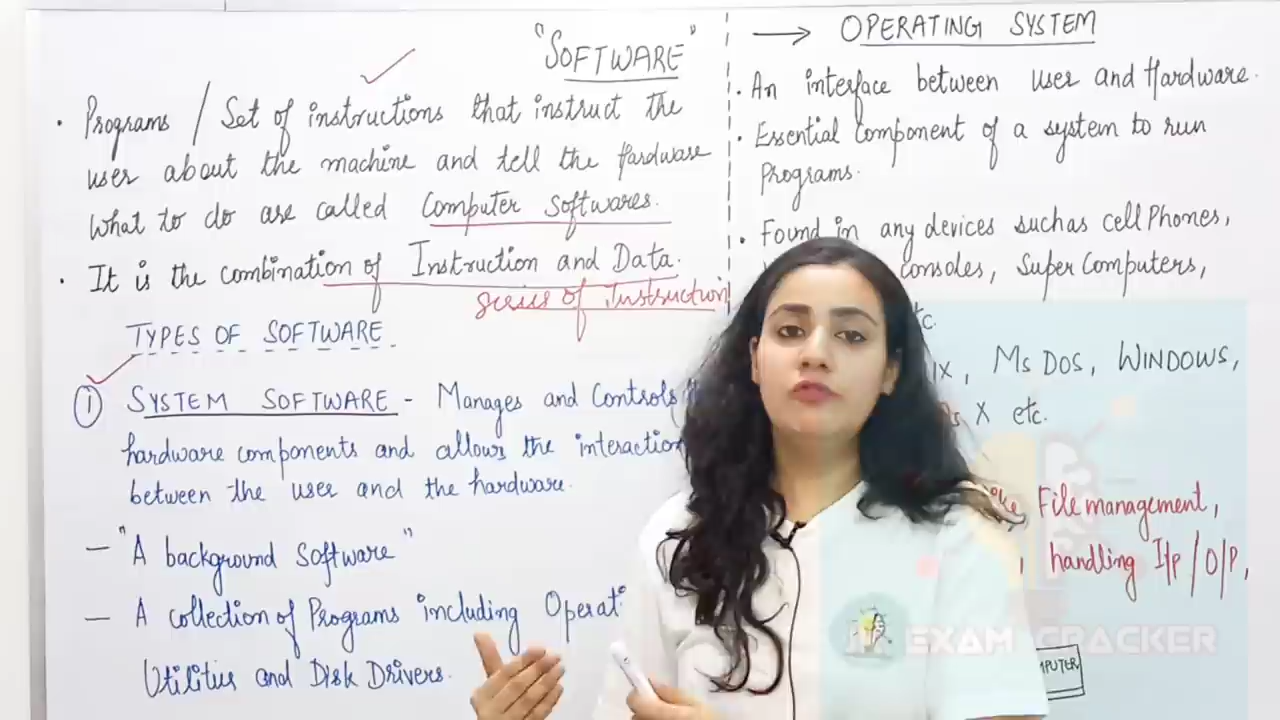 "SOFTWARE"
• Programs / Set of instructions that instruct the
user about the machine and tell the Hardware
What to do are called Computer Softwares.
• It is the combination of Instruction and Data.
series of Instruction
TYPES OF SOFTWARE
① SYSTEM SOFTWARE - Manages and Controls
hardware components and allows the interaction
between the user and the hardware.
— "A background Software"
— A collection of Programs including
Utilities and Disk Drivers.
→ OPERATING SYSTEM
• An interface between user and Hardware.
• Essential Component of a system to run
Programs.
• Found in any devices such as cell Phones,
consoles, Super Computers,
Ms DOS, WINDOWS,
X etc.
File management,
handling I/p / O/P,
EXAM CRACKER